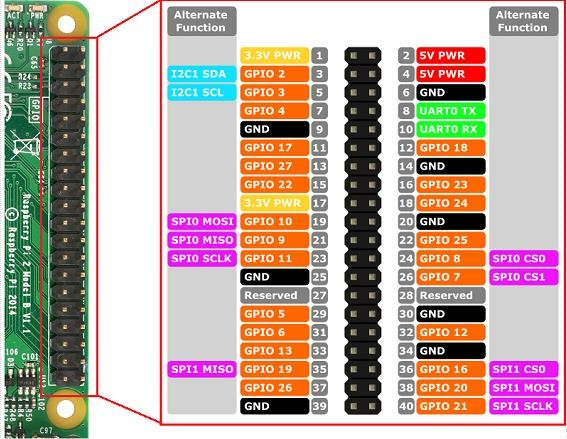 Alternate Function
Alternate Function
3.3V PWR 1 2 5V PWR
I2C1 SDA GPIO 2 3 4 5V PWR
I2C1 SCL GPIO 3 5 6 GND
GPIO 4 7 8 UART0 TX
GND 9 10 UART0 RX
GPIO 17 11 12 GPIO 18
GPIO 27 13 14 GND
GPIO 22 15 16 GPIO 23
3.3V PWR 17 18 GPIO 24
SPI0 MOSI GPIO 10 19 20 GND
SPI0 MISO GPIO 9 21 22 GPIO 25
SPI0 SCLK GPIO 11 23 24 GPIO 8 SPI0 CS0
GND 25 26 GPIO 7 SPI0 CS1
Reserved 27 28 Reserved
GPIO 5 29 30 GND
GPIO 6 31 32 GPIO 12
GPIO 13 33 34 GND
SPI1 MISO GPIO 19 35 36 GPIO 16 SPI1 CS0
GPIO 26 37 38 GPIO 20 SPI1 MOSI
GND 39 40 GPIO 21 SPI1 SCLK
ACT PWR
R24
R23
GPIO
Raspberry Pi 2 Model B V1.1
© Raspberry Pi 2014
C101
C97